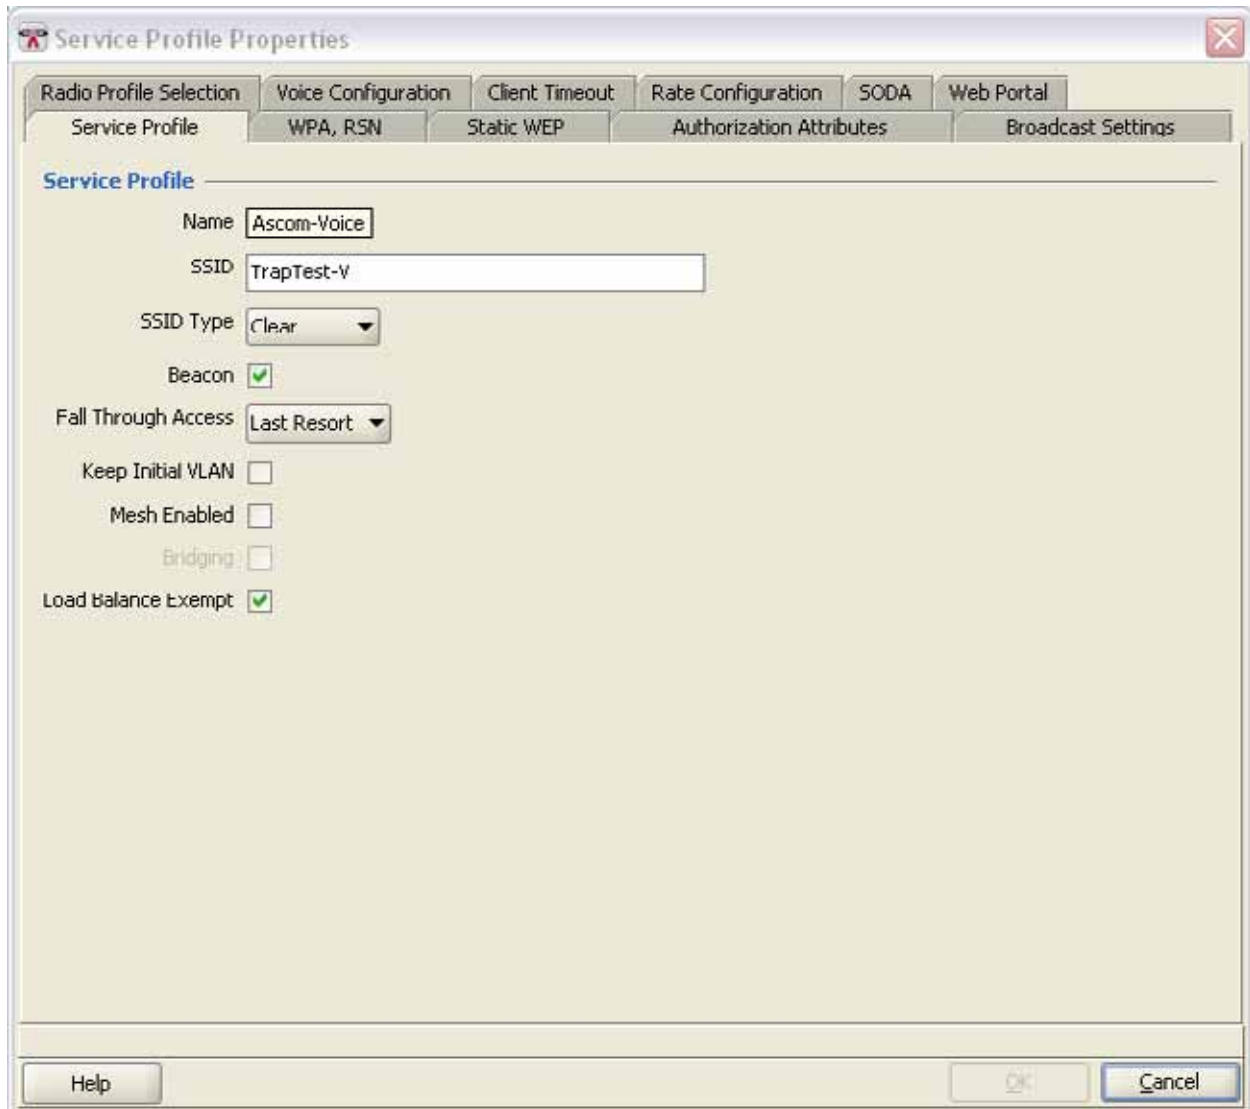 Service Profile Properties
Radio Profile Selection
Voice Configuration
Client Timeout
Rate Configuration
SODA
Web Portal
Service Profile
WPA, RSN
Static WEP
Authorization Attributes
Broadcast Settings
Service Profile
Name Ascom-Voice
SSID TrapTest-V
SSID Type Clear
Beacon
Fall Through Access Last Resort
Keep Initial VLAN
Mesh Enabled
Bridging
Load Balance Exempt
Help
OK
Cancel